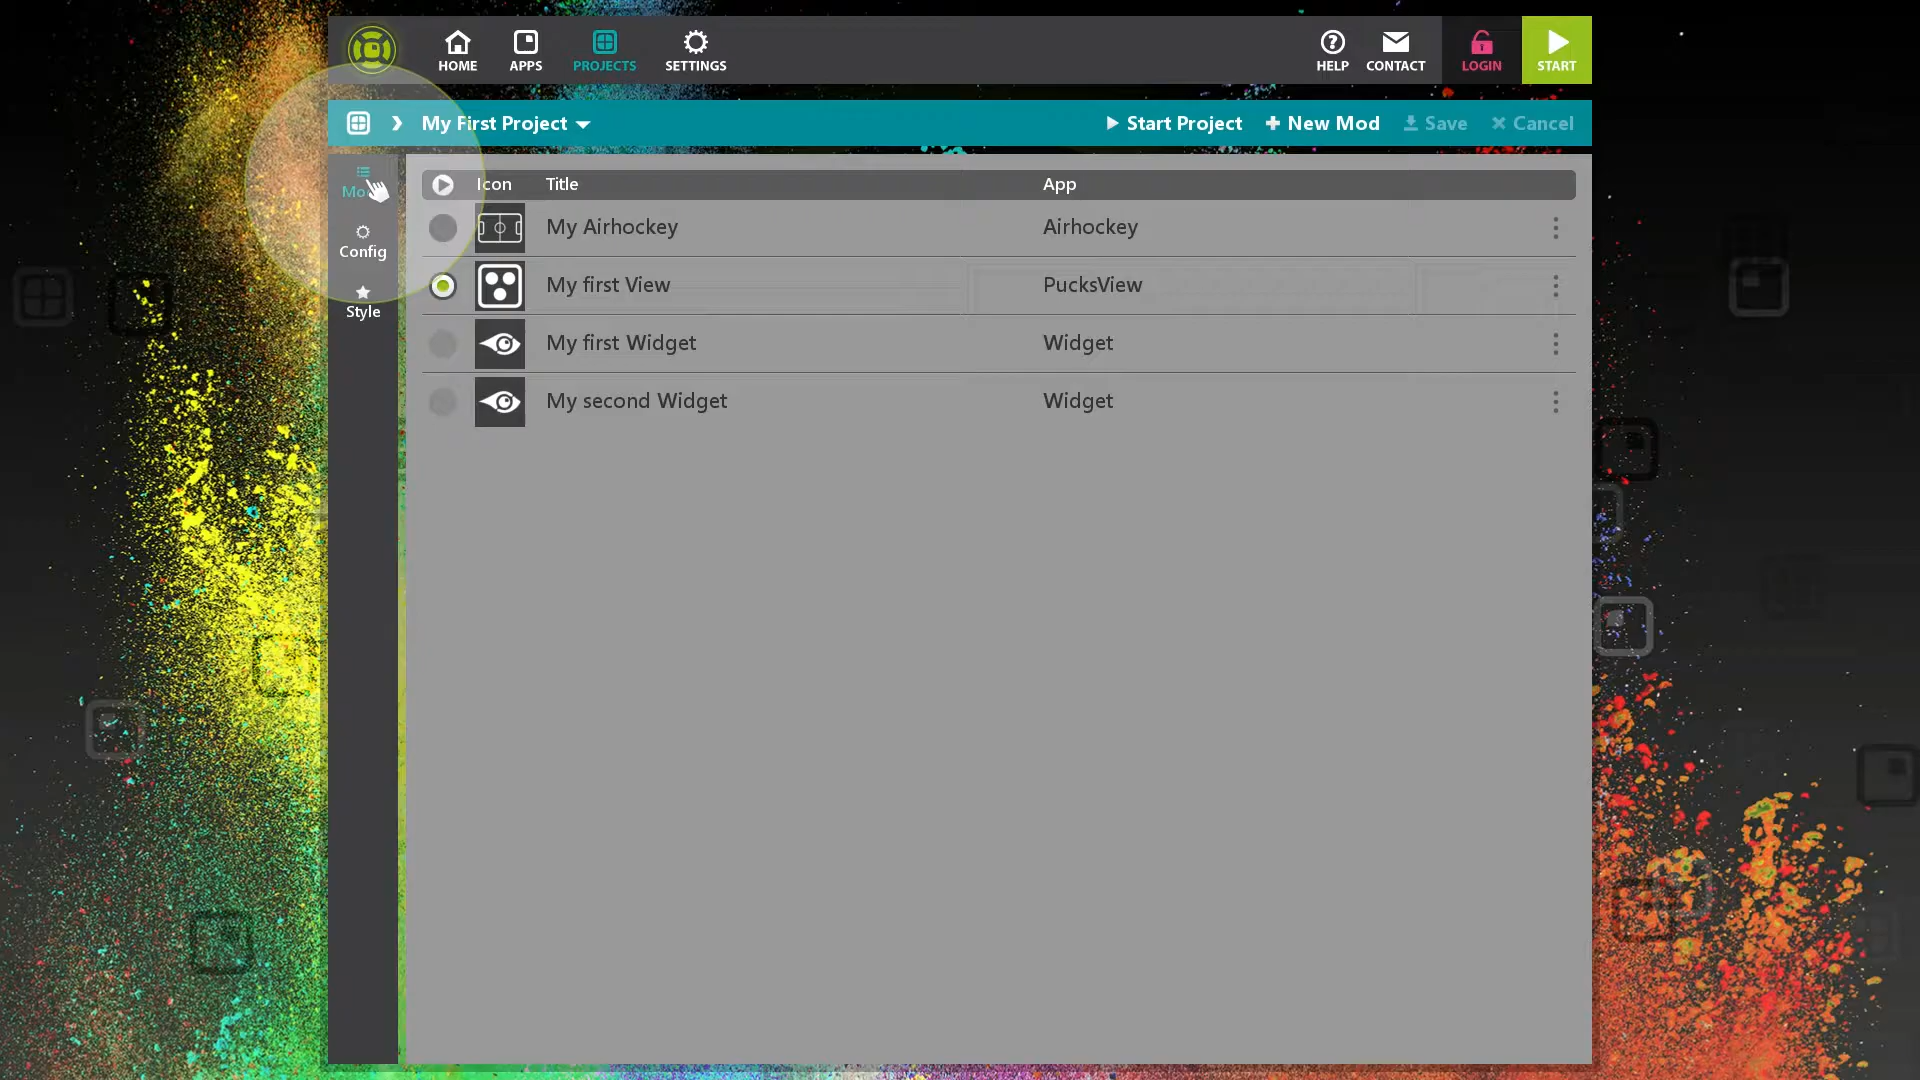 HOME APPS PROJECTS SETTINGS HELP CONTACT LOGIN START
My First Project Start Project New Mod Save Cancel
Icon Title App
Config
Style
My Airhockey Airhockey
My first View PucksView
My first Widget Widget
My second Widget Widget